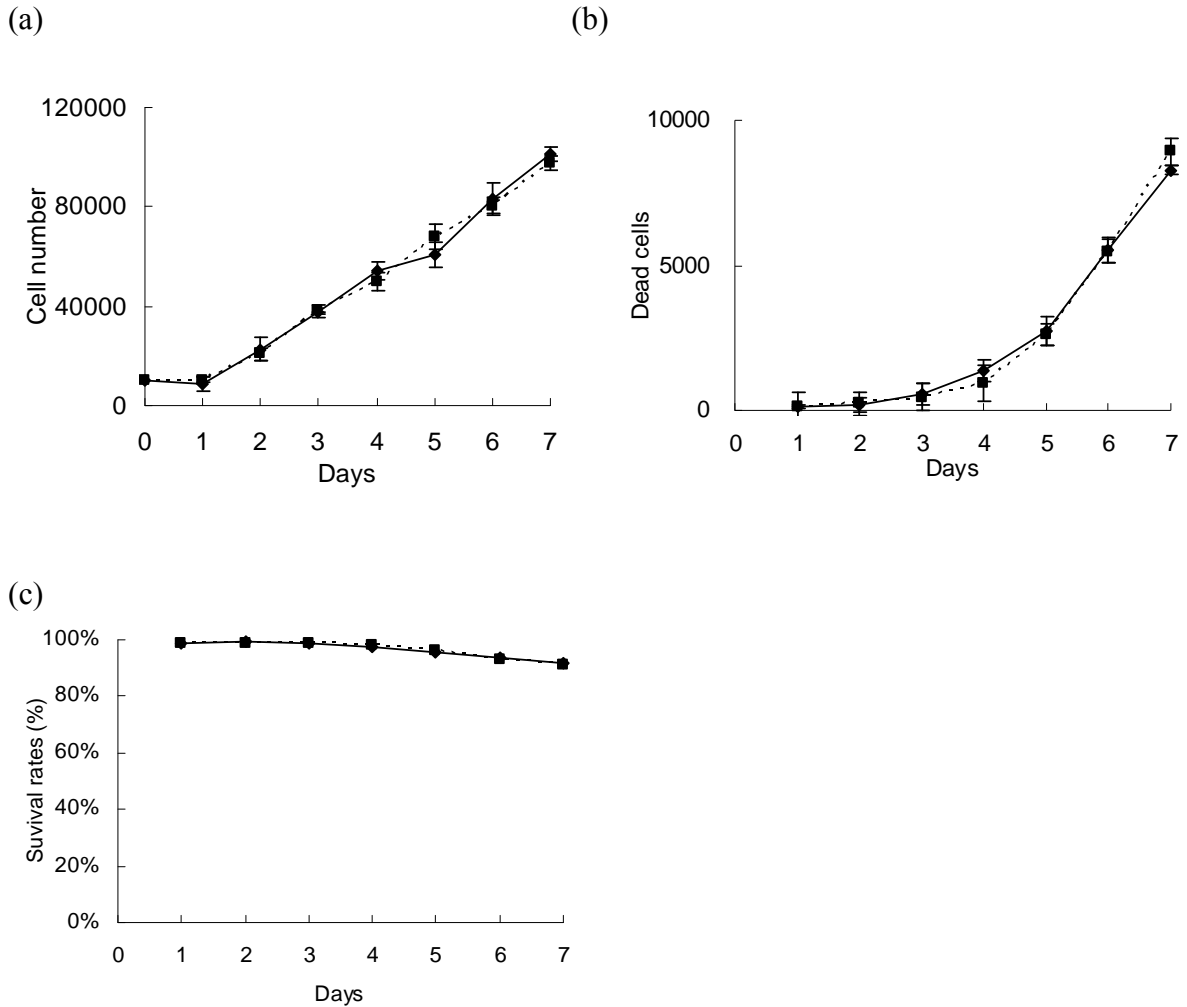 (a)
120000
80000
40000
0
Cell number
0 1 2 3 4 5 6 7
Days
(b)
10000
5000
0
Dead cells
0 1 2 3 4 5 6 7
Days
(c)
100%
80%
60%
40%
20%
0%
Suvival rates (%)
0 1 2 3 4 5 6 7
Days